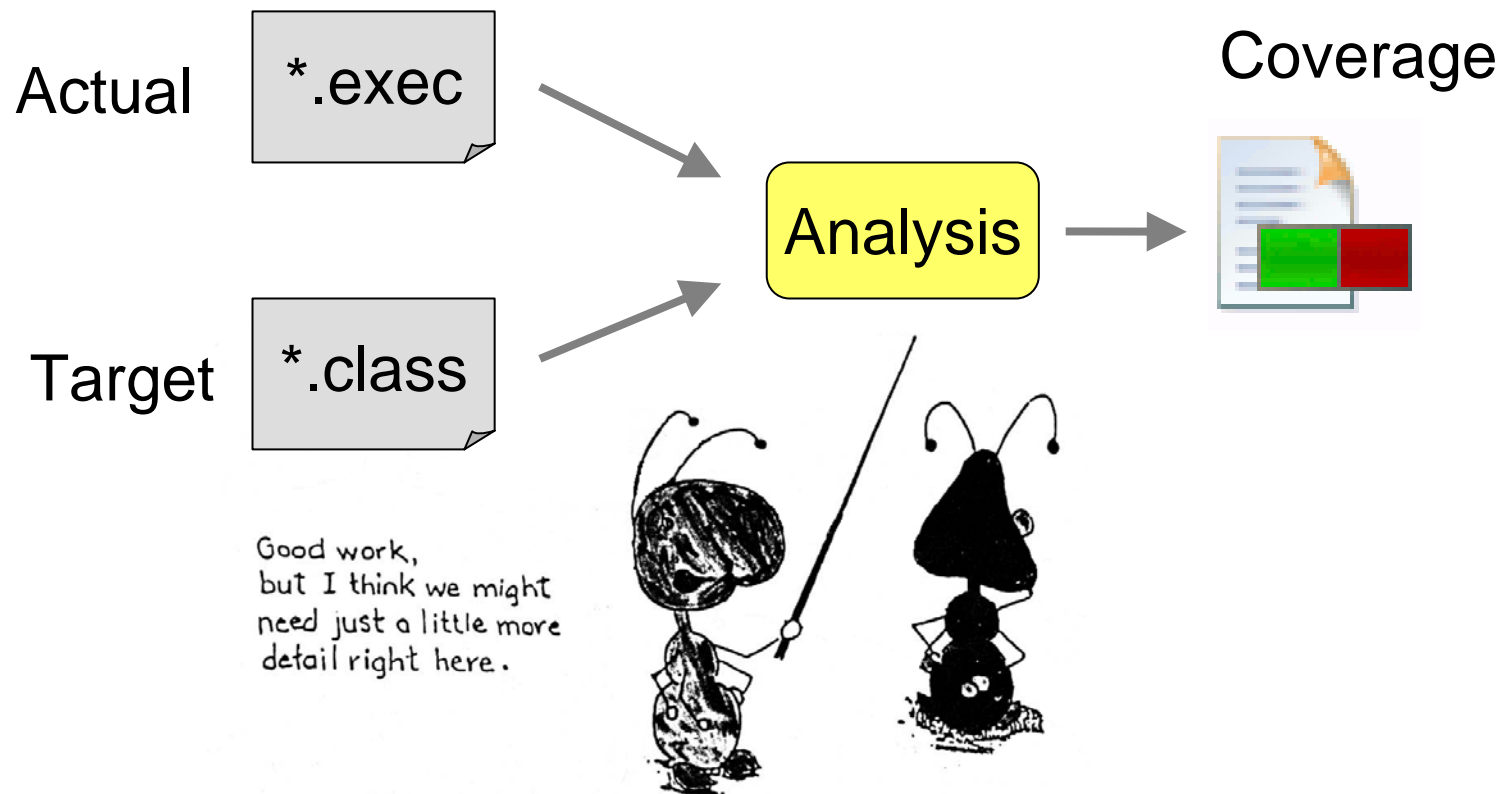 Actual
*.exec
Coverage
Analysis
Target
*.class
Good work,
but I think we might
need just a little more
detail right here.